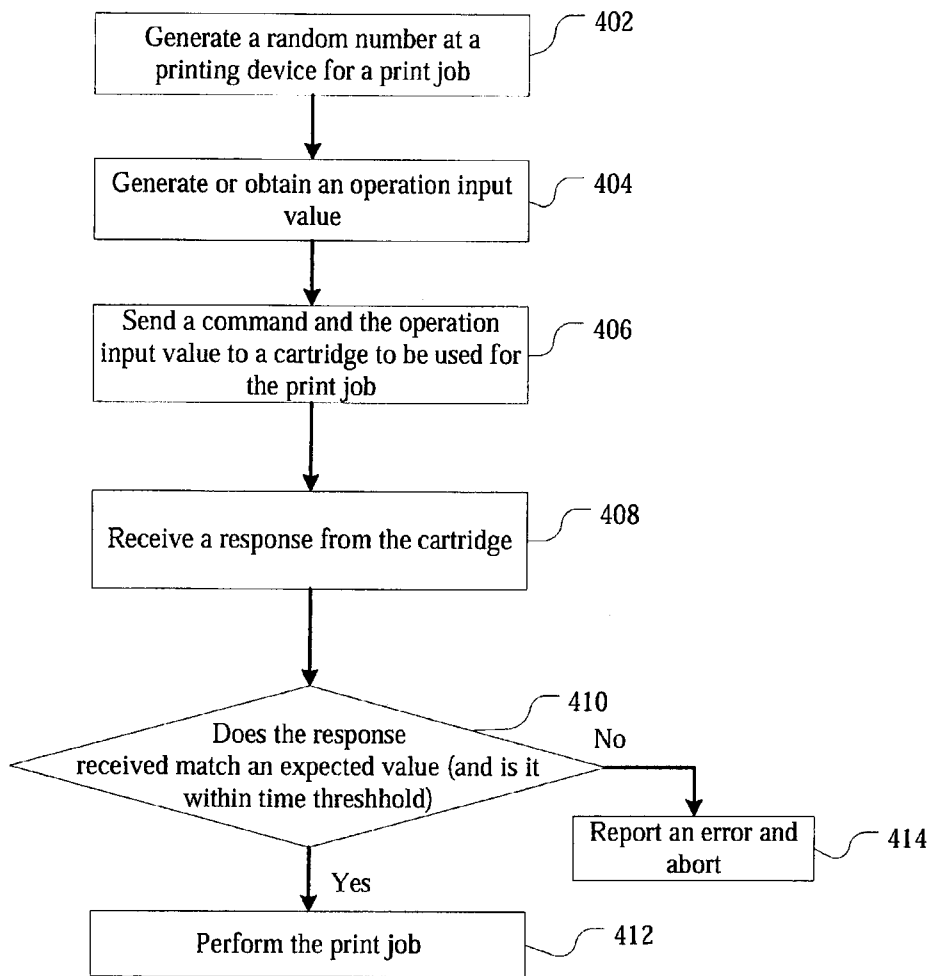 Generate a random number at a
printing device for a print job
402
Generate or obtain an operation input
value
404
Send a command and the operation
input value to a cartridge to be used for
the print job
406
Receive a response from the cartridge
408
Does the response
received match an expected value (and is it
within time threshhold)
410
No
Report an error and
abort
414
Yes
Perform the print job
412